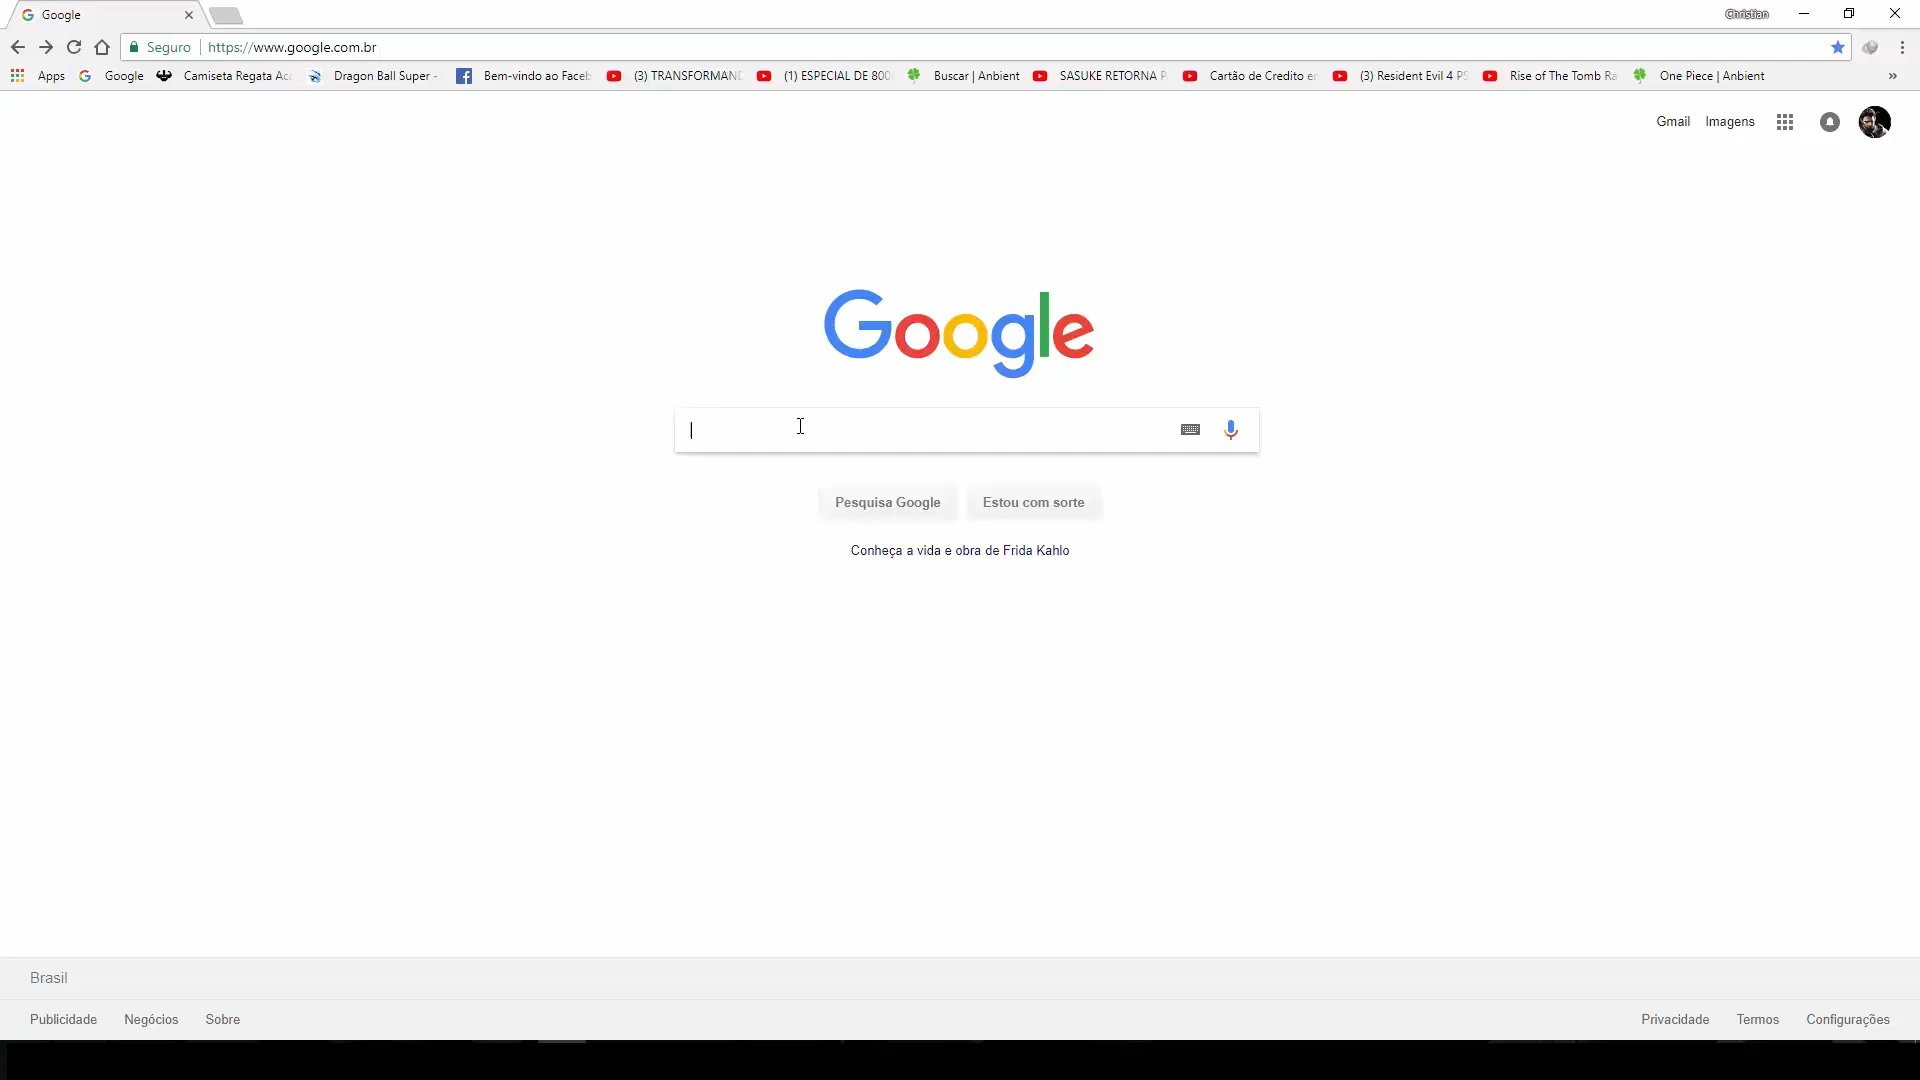 Google
Christian
Seguro
https://www.google.com.br
Apps
Google
Camiseta Regata Ac
Dragon Ball Super -
Bem-vindo ao Faceb
(3) TRANSFORMAND
(1) ESPECIAL DE 800
Buscar | Anbient
SASUKE RETORNA P
Cartão de Credito e
(3) Resident Evil 4 PS
Rise of The Tomb Ra
One Piece | Anbient
»
Gmail
Imagens
Google
Pesquisa Google
Estou com sorte
Conheça a vida e obra de Frida Kahlo
Brasil
Publicidade
Negócios
Sobre
Privacidade
Termos
Configurações